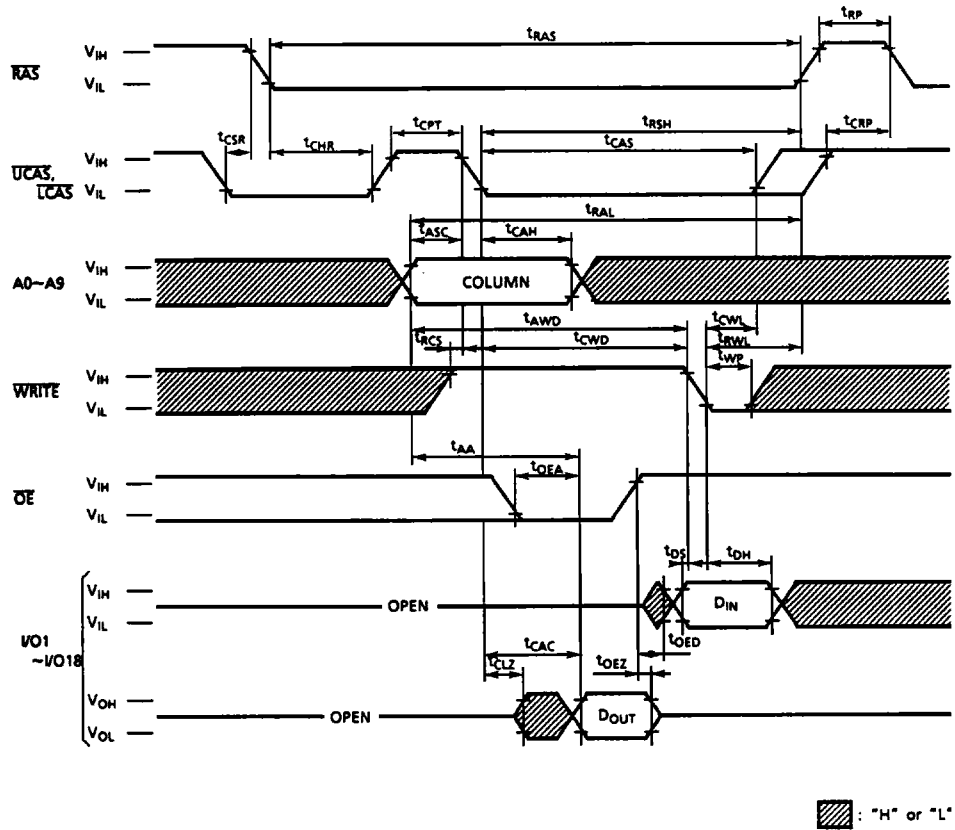 tRP
tRAS
RAS
VIH
VIL
tCPT
tRSH
tCRP
tCSR
tCHR
tCAS
UCAS,
LCAS
VIH
VIL
tRAL
tASC
tCAH
A0~A9
VIH
VIL
COLUMN
tAWD
tCWL
tRCS
tCWD
tRWL
tWP
WRITE
VIH
VIL
tAA
tOEA
OE
VIH
VIL
tDS
tDH
I/O1
~I/O18
VIH
VIL
OPEN
DIN
tOED
tCAC
tOEZ
tCLZ
VOH
VOL
OPEN
DOUT
: "H" or "L"